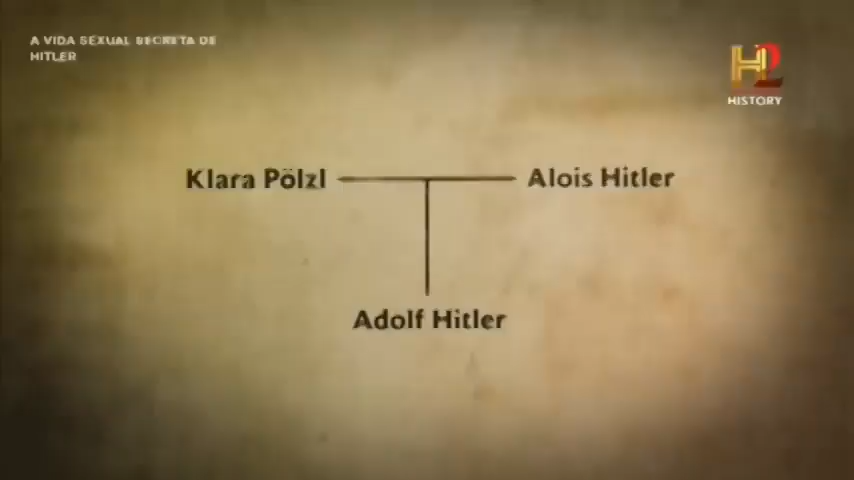 A VIDA SEXUAL SECRETA DE
HITLER
H2
HISTORY
Klara Pölzl
Alois Hitler
Adolf Hitler